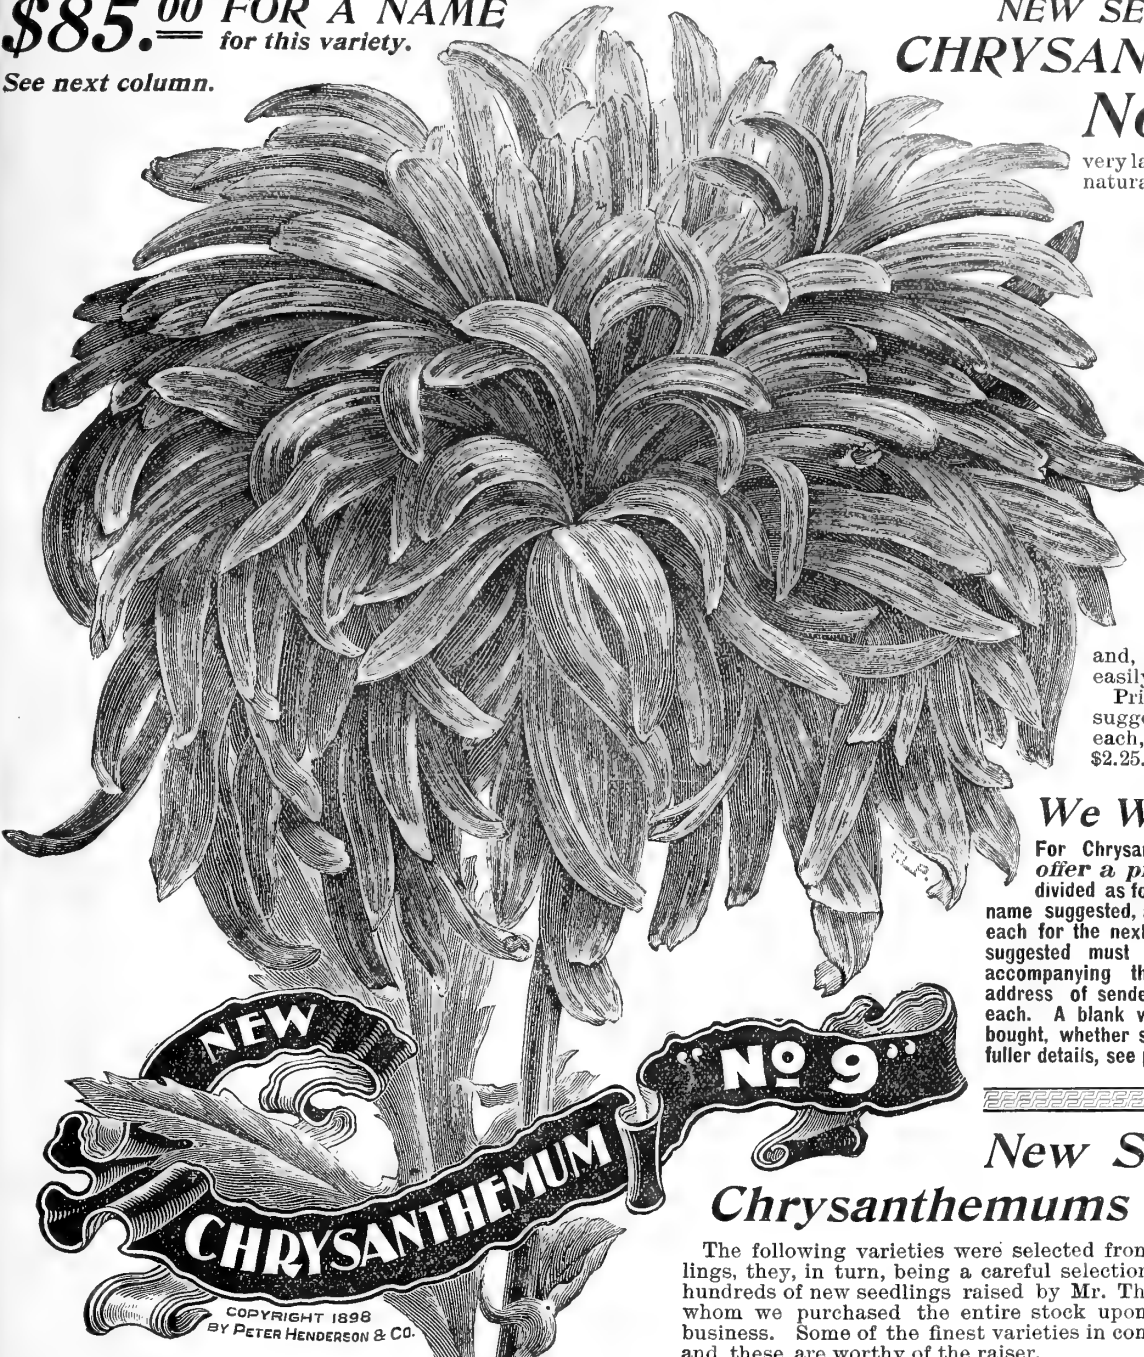 $85.00 FOR A NAME
for this variety.
See next column.
NEW SE
CHRYSAN
No
very la
natura
and,
easily
Pri
sugge
each,
$2.25.
We W
For Chrysan
offer a pr
divided as fo
name suggested,
each for the next
suggested must
accompanying th
address of sende
each. A blank w
bought, whether s
fuller details, see
NEW
CHRYSANTHEMUM
"No 9"
COPYRIGHT 1898
BY PETER HENDERSON & CO.
New S
Chrysanthemums
The following varieties were selected from
lings, they, in turn, being a careful selection
hundreds of new seedlings raised by Mr. Th
whom we purchased the entire stock upon
business. Some of the finest varieties in com
and these are worthy of the raiser.